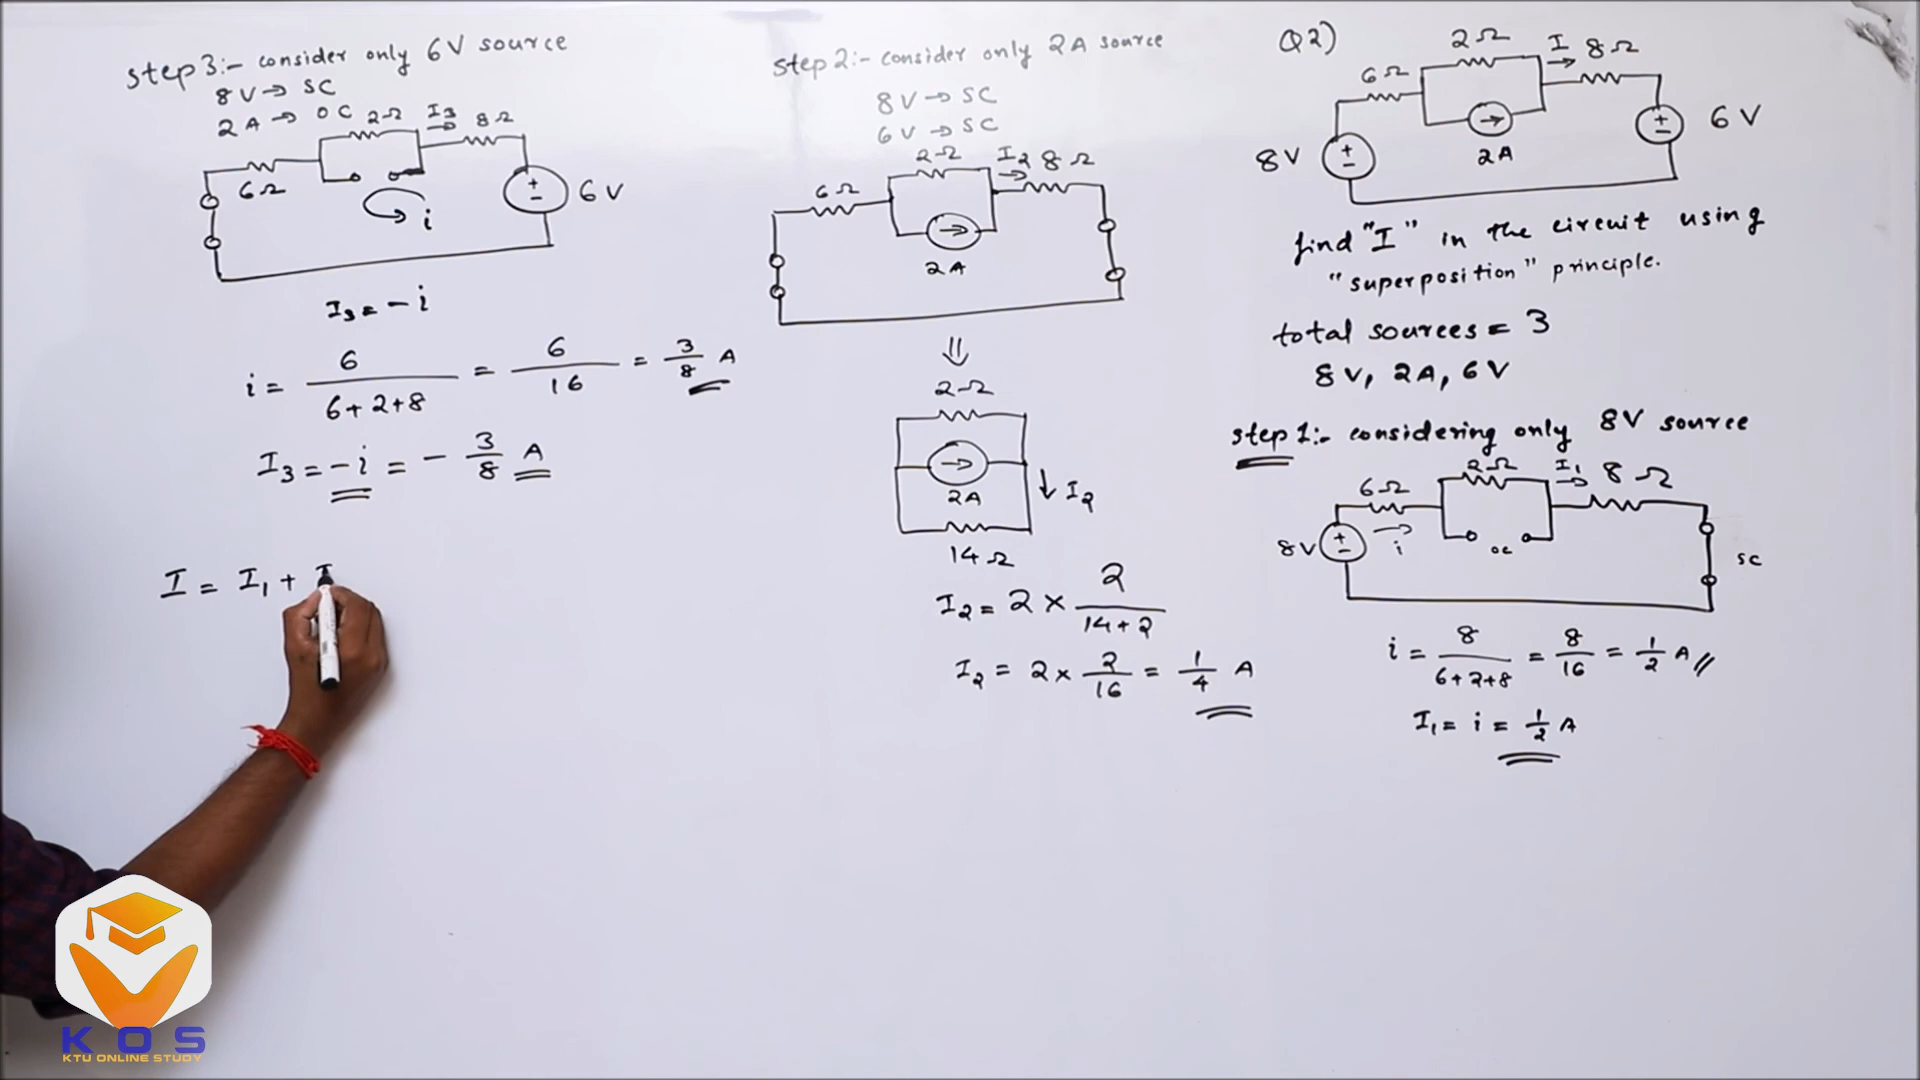 Q2)
2Ω
I
8Ω
6Ω
6V
8V
2A
find "I" in the circuit using
"superposition" principle.
total sources = 3
8V, 2A, 6V
step 1:- considering only 8V source
2Ω
I₁
8Ω
6Ω
8V
i
oc
sc
i = 8/(6+2+8) = 8/16 = 1/2 A
I₁ = i = 1/2 A
step 2:- consider only 2A source
8V → SC
6V → SC
2Ω
I₂ 8Ω
6Ω
2A
⇓
2Ω
2A
I₂
14Ω
I₂ = 2 × 2/(14+2)
I₂ = 2 × 2/16 = 1/4 A
step 3:- consider only 6V source
8V → SC
2A → OC
2Ω
I₃
8Ω
6Ω
6V
i
I₃ = -i
i = 6/(6+2+8) = 6/16 = 3/8 A
I₃ = -i = - 3/8 A
I = I₁ + I
KOS
KTU ONLINE STUDY